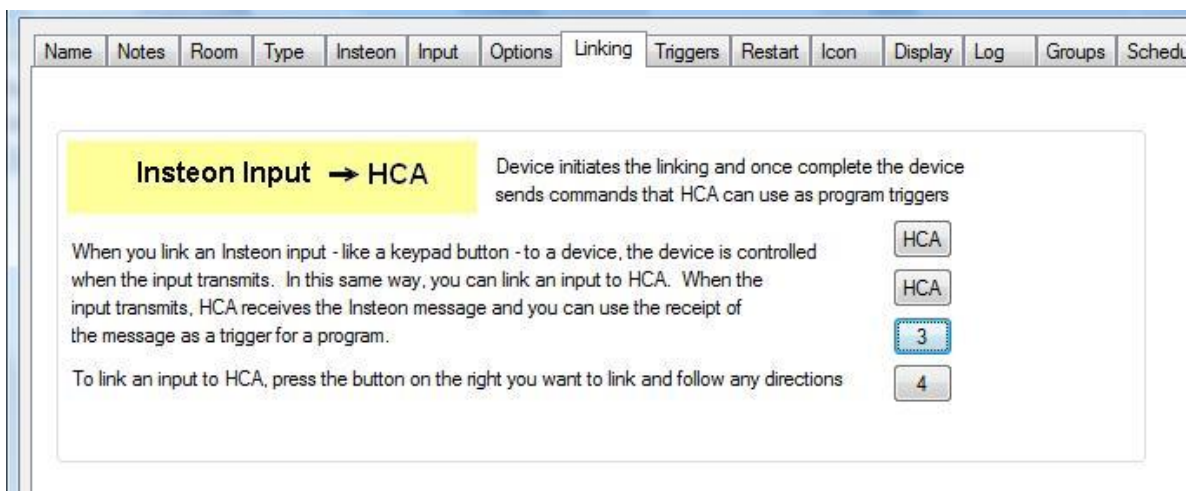 Name Notes Room Type Insteon Input Options Linking Triggers Restart Icon Display Log Groups Schedu
Insteon Input → HCA
Device initiates the linking and once complete the device
sends commands that HCA can use as program triggers
When you link an Insteon input - like a keypad button - to a device, the device is controlled
when the input transmits. In this same way, you can link an input to HCA. When the
input transmits, HCA receives the Insteon message and you can use the receipt of
the message as a trigger for a program.
To link an input to HCA, press the button on the right you want to link and follow any directions
HCA
HCA
3
4